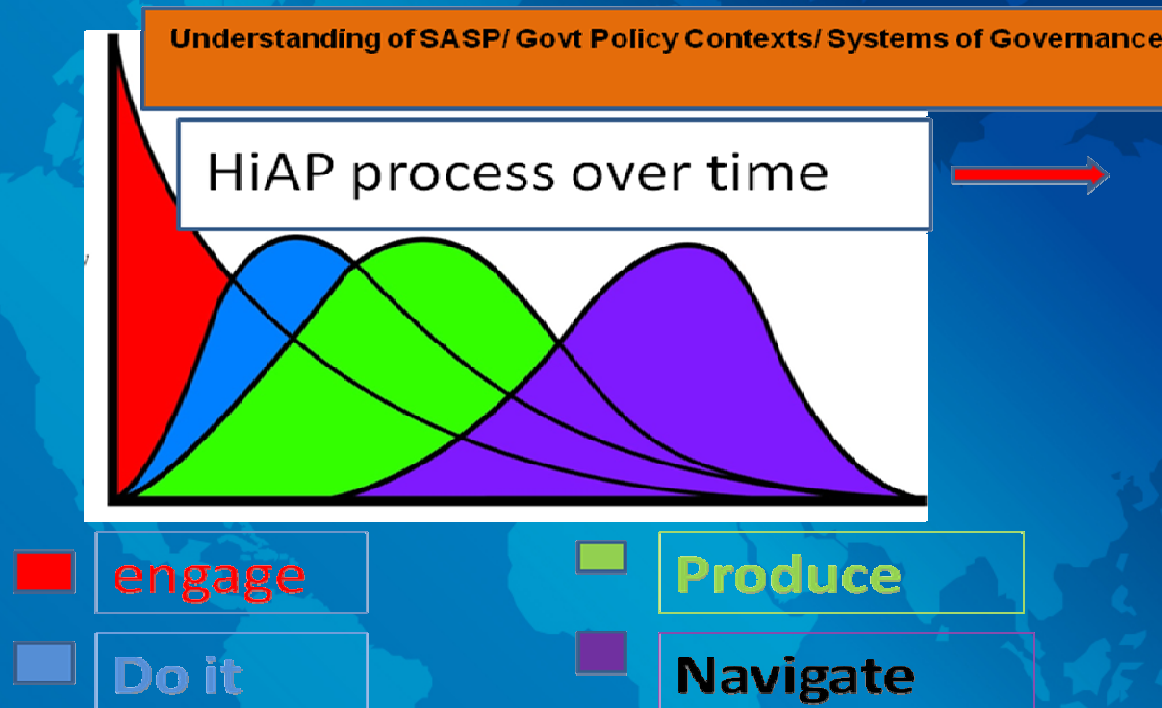 Understanding of SASP/ Govt Policy Contexts/ Systems of Governance
HiAP process over time
engage
Produce
Do it
Navigate